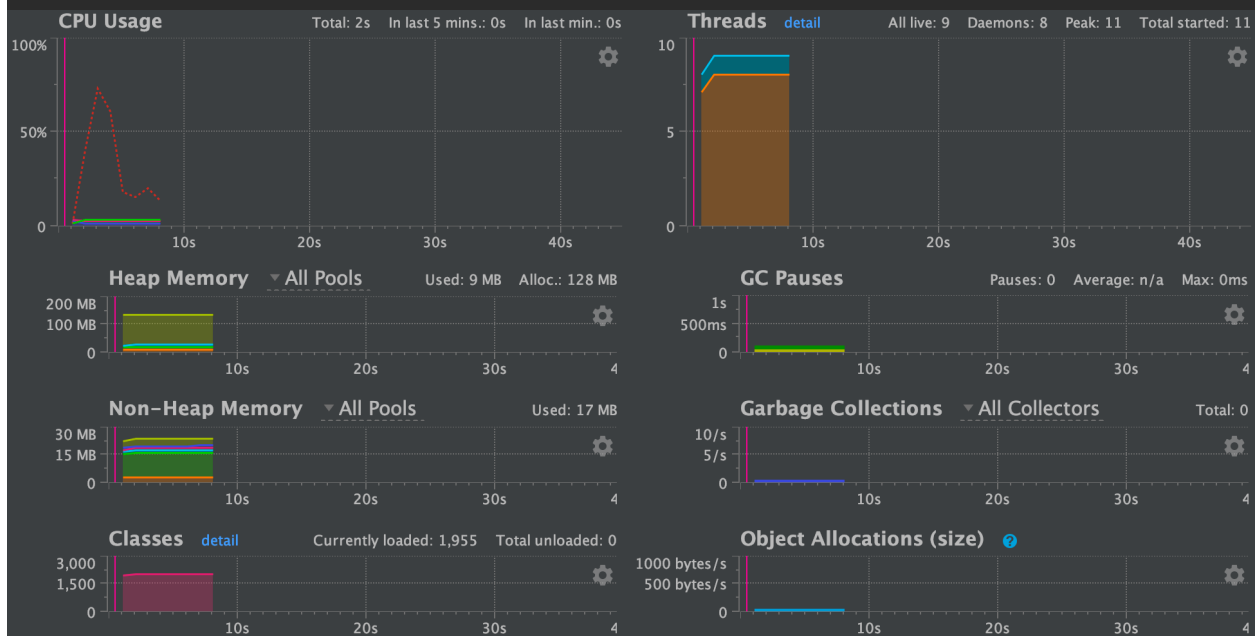 CPU Usage Total: 2s In last 5 mins.: 0s In last min.: 0s
100%
50%
0
10s 20s 30s 40s
Threads detail All live: 9 Daemons: 8 Peak: 11 Total started: 11
10
5
0
10s 20s 30s 40s
Heap Memory All Pools Used: 9 MB Alloc.: 128 MB
200 MB
100 MB
0
10s 20s 30s 4
GC Pauses Pauses: 0 Average: n/a Max: 0ms
1s
500ms
0
10s 20s 30s 4
Non-Heap Memory All Pools Used: 17 MB
30 MB
15 MB
0
10s 20s 30s 4
Garbage Collections All Collectors Total: 0
10/s
5/s
0
10s 20s 30s 4
Classes detail Currently loaded: 1,955 Total unloaded: 0
3,000
1,500
0
10s 20s 30s 4
Object Allocations (size) ?
1000 bytes/s
500 bytes/s
0
10s 20s 30s 4